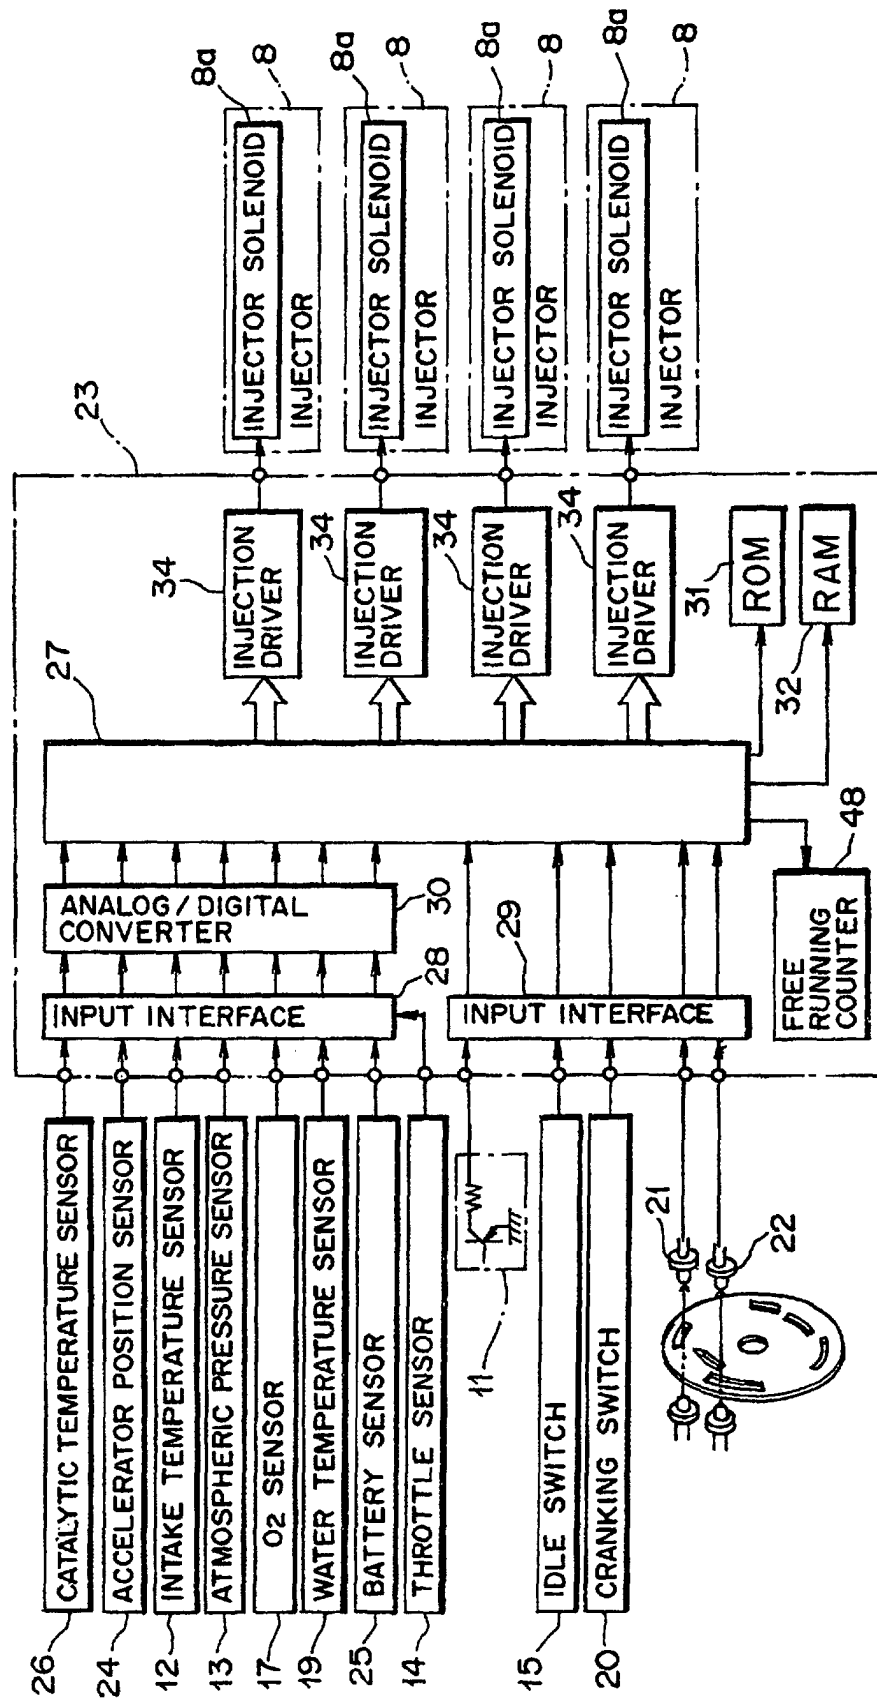 26
CATALYTIC TEMPERATURE SENSOR
24
ACCELERATOR POSITION SENSOR
12
INTAKE TEMPERATURE SENSOR
13
ATMOSPHERIC PRESSURE SENSOR
17
O2 SENSOR
19
WATER TEMPERATURE SENSOR
25
BATTERY SENSOR
14
THROTTLE SENSOR
11
15
IDLE SWITCH
20
CRANKING SWITCH
21
22
INPUT INTERFACE
28
ANALOG/DIGITAL
CONVERTER
30
INPUT INTERFACE
29
FREE
RUNNING
COUNTER
48
27
23
34
INJECTION
DRIVER
34
INJECTION
DRIVER
34
INJECTION
DRIVER
34
INJECTION
DRIVER
31
ROM
32
RAM
INJECTOR SOLENOID
8a
INJECTOR
8
INJECTOR SOLENOID
8a
INJECTOR
8
INJECTOR SOLENOID
8a
INJECTOR
8
INJECTOR SOLENOID
8a
INJECTOR
8